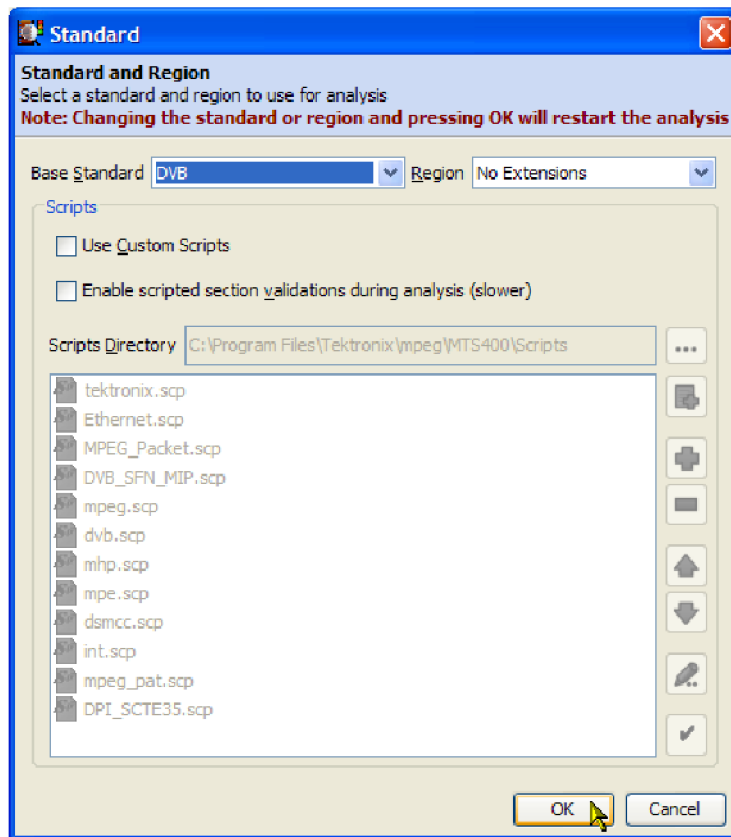 Standard
Standard and Region
Select a standard and region to use for analysis
Note: Changing the standard or region and pressing OK will restart the analysis
Base Standard DVB Region No Extensions
Scripts
Use Custom Scripts
Enable scripted section validations during analysis (slower)
Scripts Directory C:\Program Files\Tektronix\mpeg\MTS400\Scripts ...
tektronix.scp
Ethernet.scp
MPEG_Packet.scp
DVB_SFN_MIP.scp
mpeg.scp
dvb.scp
mhp.scp
mpe.scp
dsmcc.scp
int.scp
mpeg_pat.scp
DPI_SCTE35.scp
OK Cancel